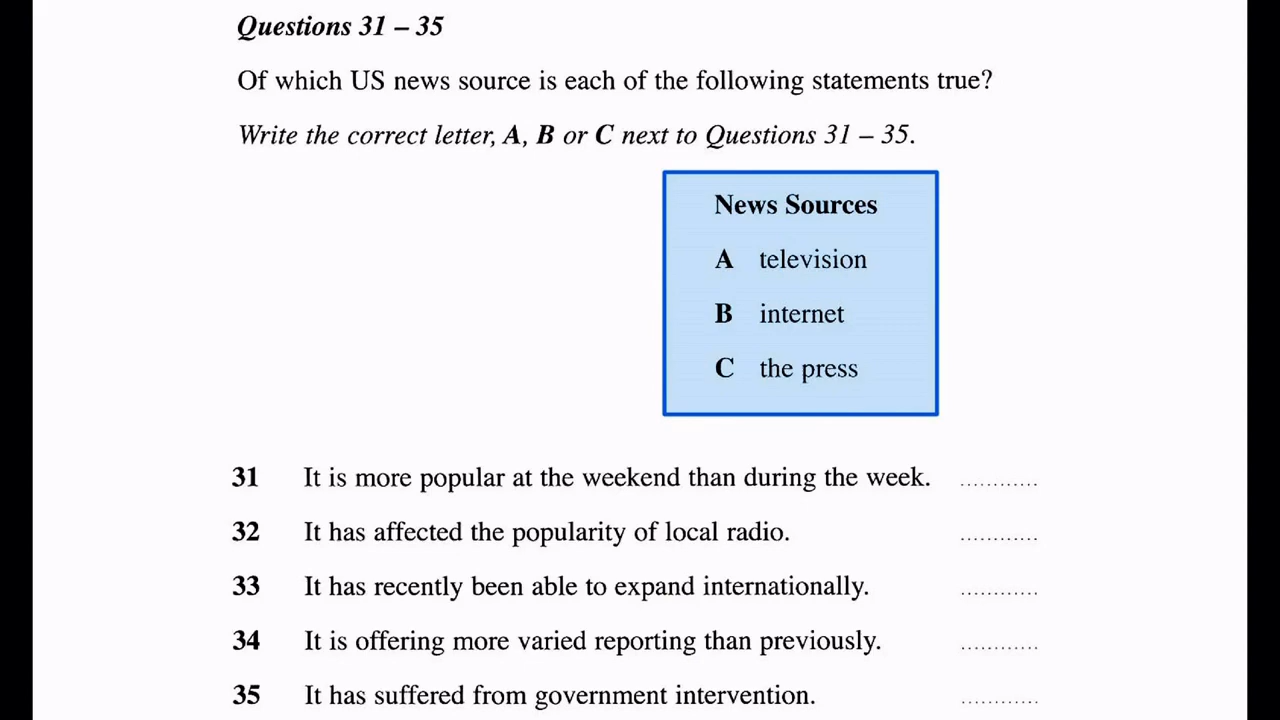 Questions 31 – 35
Of which US news source is each of the following statements true?
Write the correct letter, A, B or C next to Questions 31 – 35.
News Sources
A television
B internet
C the press
31 It is more popular at the weekend than during the week. ............
32 It has affected the popularity of local radio. ............
33 It has recently been able to expand internationally. ............
34 It is offering more varied reporting than previously. ............
35 It has suffered from government intervention. ............